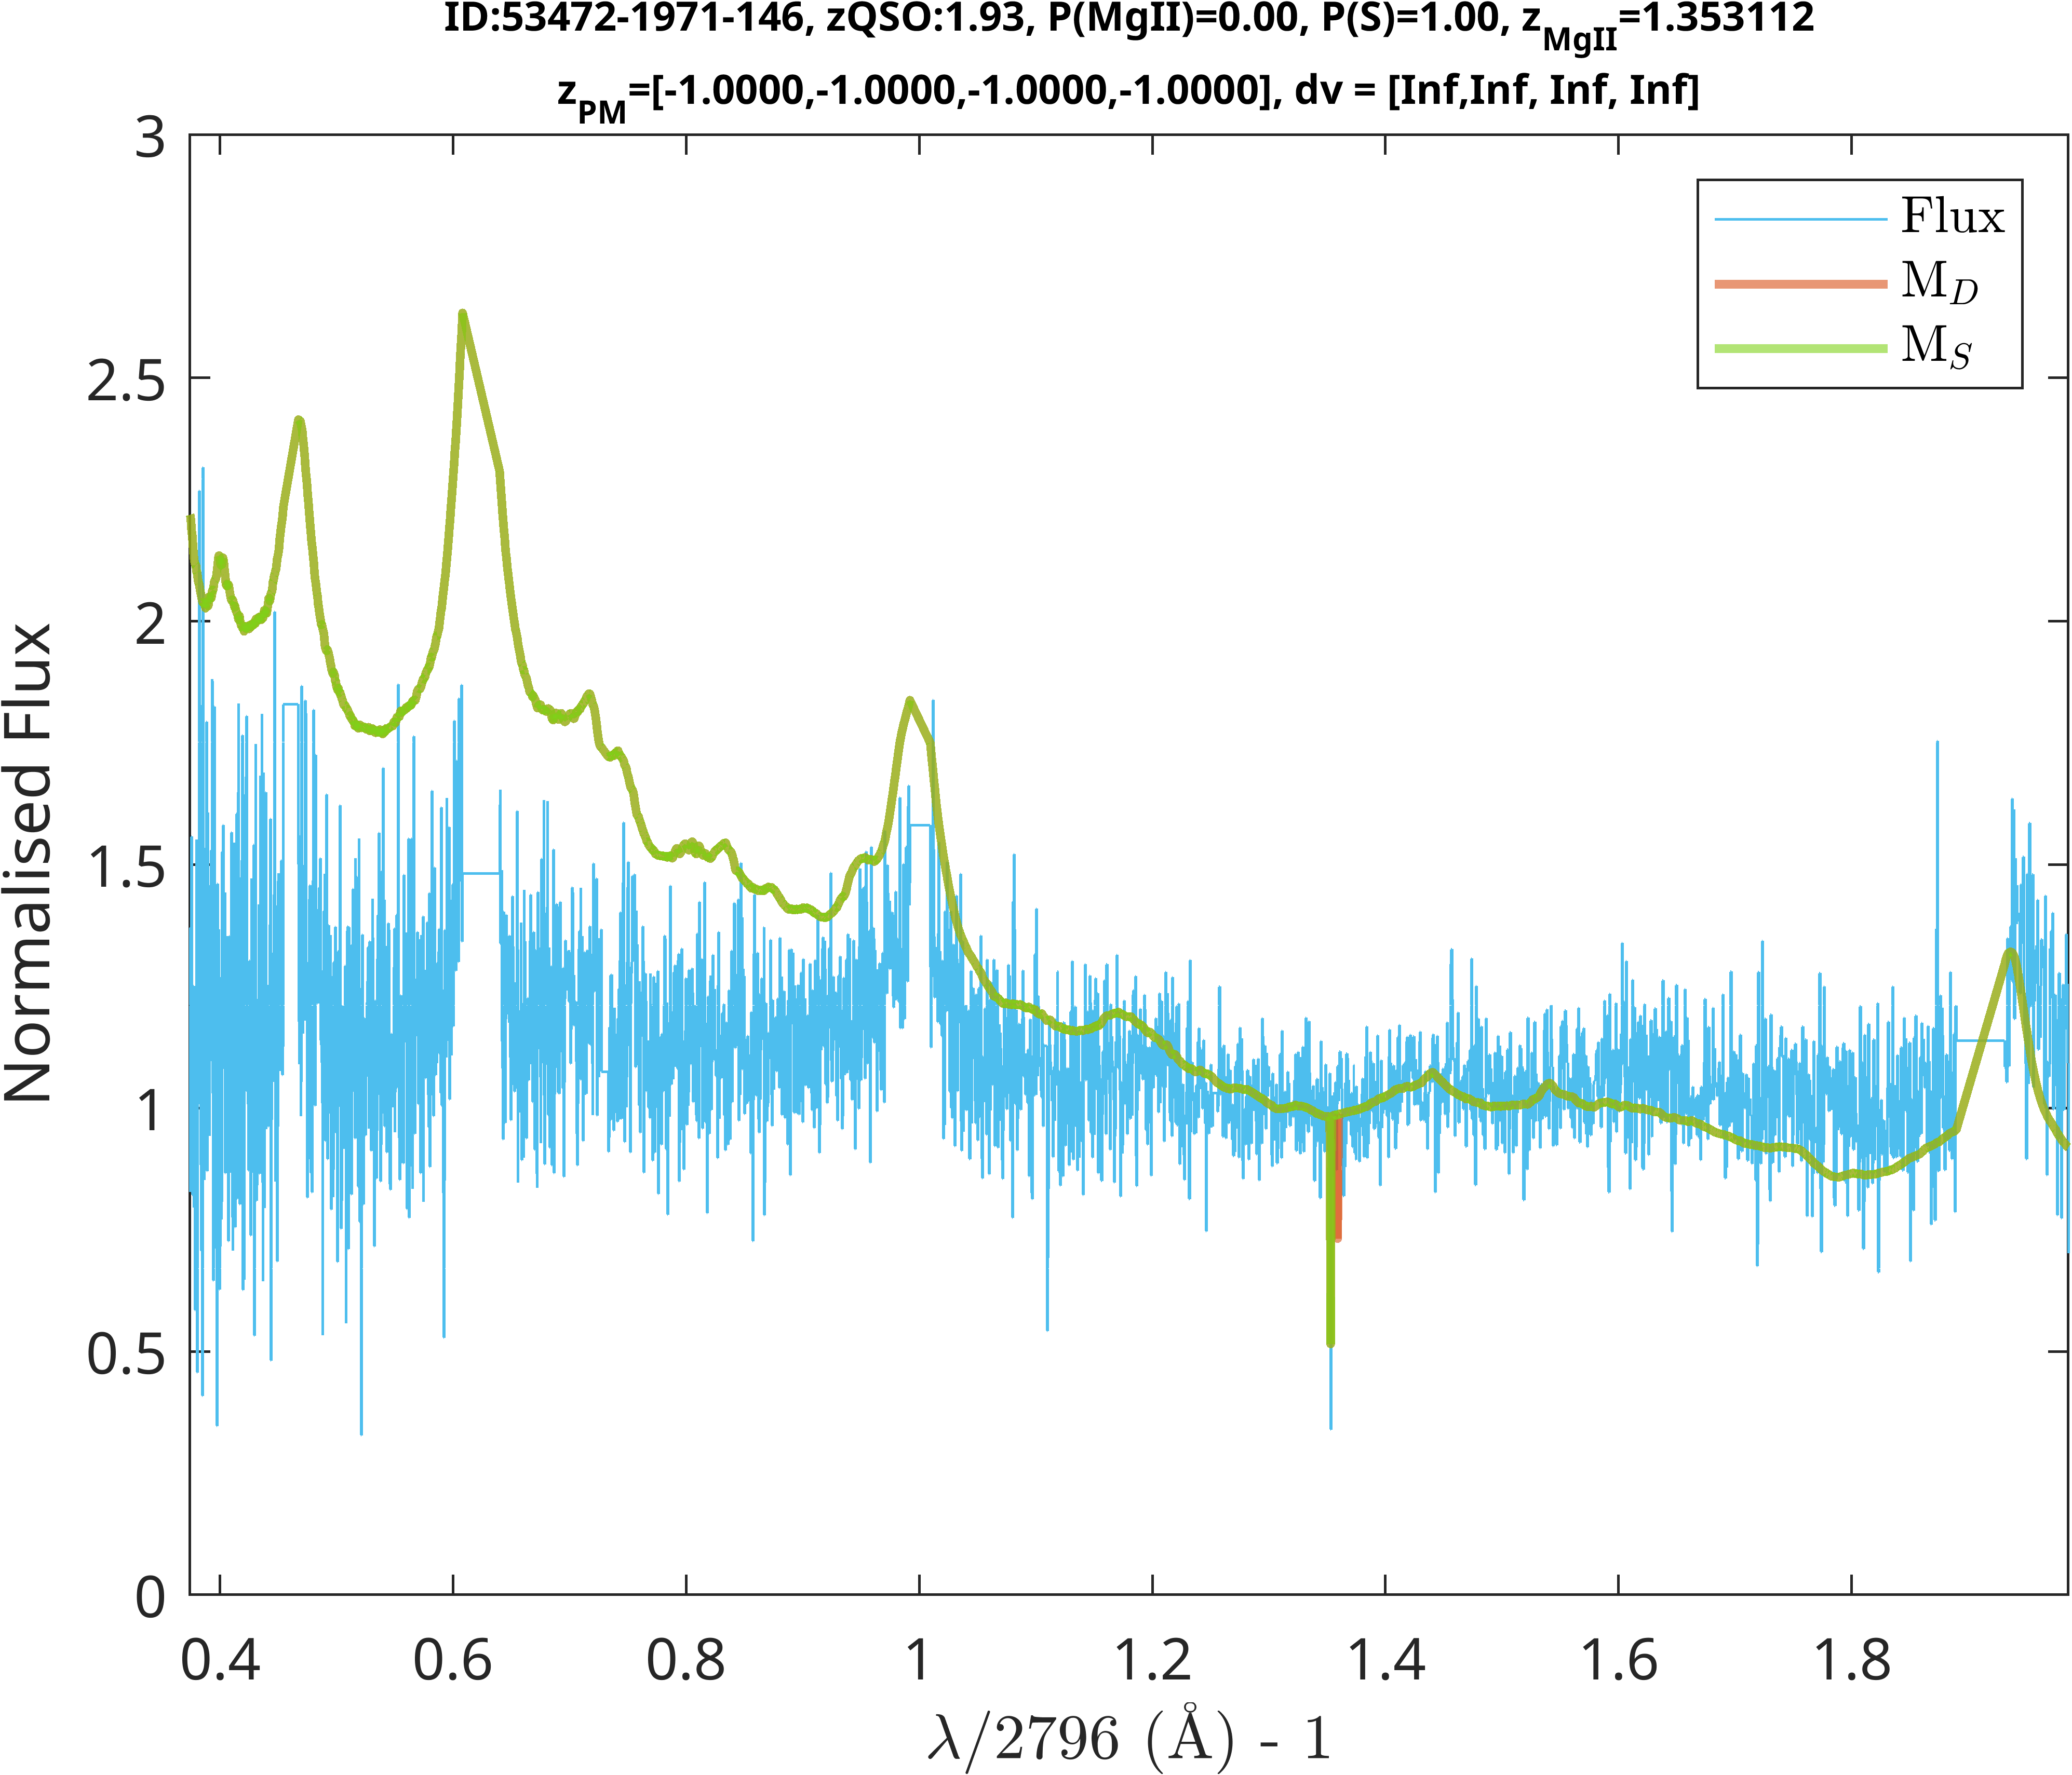 ID:53472-1971-146, zQSO:1.93, P(MgII)=0.00, P(S)=1.00, zMgII=1.353112
zPM=[-1.0000,-1.0000,-1.0000,-1.0000], dv = [Inf,Inf, Inf, Inf]
3
2.5
2
1.5
1
0.5
0
Normalised Flux
Flux
MD
MS
0.4 0.6 0.8 1 1.2 1.4 1.6 1.8
λ/2796 (Å) - 1